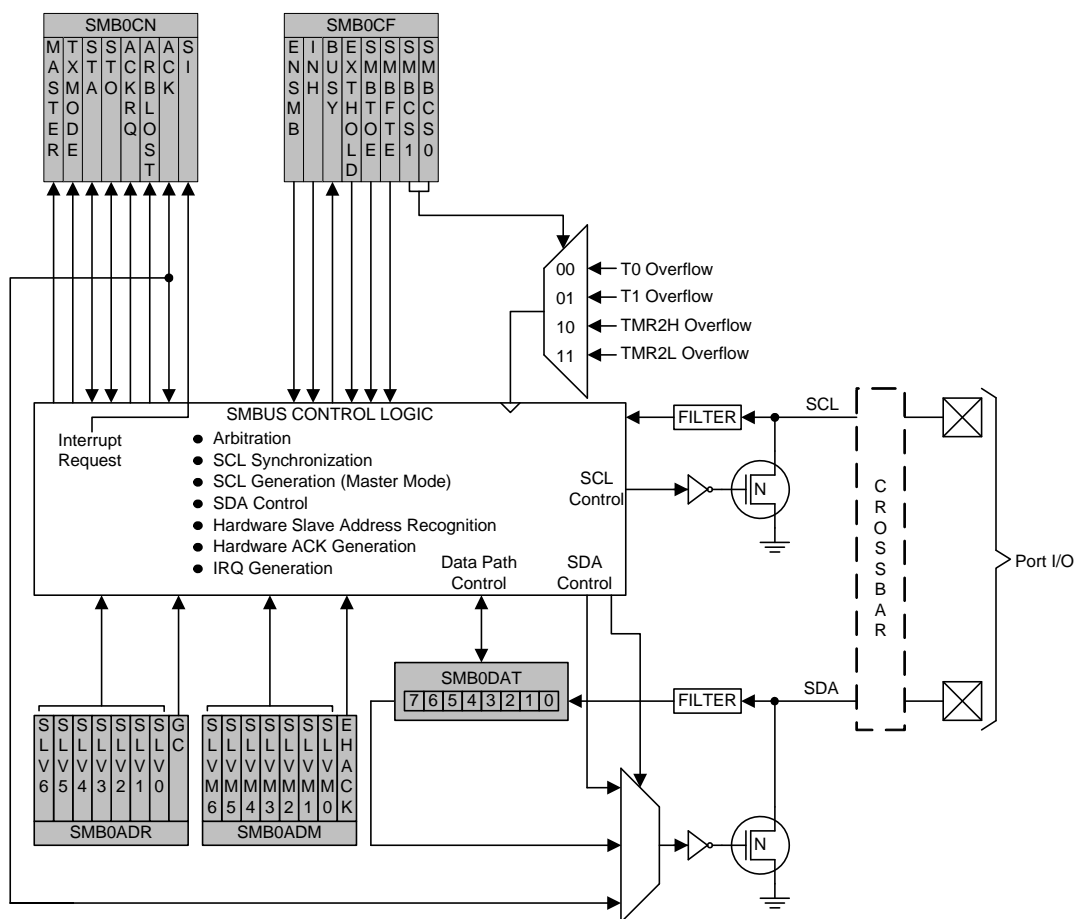 SMB0CN
MASTER
TXMODE
STA
STO
ACKRQ
ARBLOST
ACK
SI
SMB0CF
ENSMB
INH
BUSY
EXTHOLD
SMBTOE
SMBFTE
SMBCS1
SMBCS0
00
01
10
11
T0 Overflow
T1 Overflow
TMR2H Overflow
TMR2L Overflow
SMBUS CONTROL LOGIC
Interrupt
Request
● Arbitration
● SCL Synchronization
● SCL Generation (Master Mode)
● SDA Control
● Hardware Slave Address Recognition
● Hardware ACK Generation
● IRQ Generation
SCL
Control
Data Path
Control
SDA
Control
FILTER
SCL
N
CROSSBAR
Port I/O
SMB0DAT
7 6 5 4 3 2 1 0
FILTER
SDA
N
SLV6
SLV5
SLV4
SLV3
SLV2
SLV1
SLV0
GC
SMB0ADR
SLVM6
SLVM5
SLVM4
SLVM3
SLVM2
SLVM1
SLVM0
EHACK
SMB0ADM